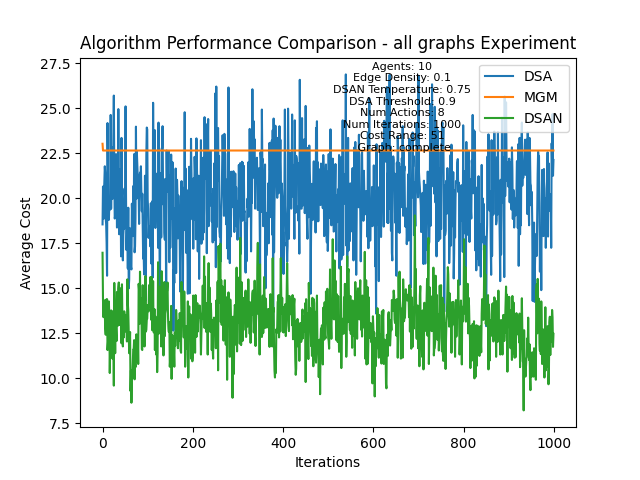 Algorithm Performance Comparison - all graphs Experiment
Agents: 10
Edge Density: 0.1
DSAN Temperature: 0.75
DSA Threshold: 0.9
Num Actions: 8
Num Iterations: 1000
Cost Range: 51
Graph: complete
DSA
MGM
DSAN
Average Cost
27.5
25.0
22.5
20.0
17.5
15.0
12.5
10.0
7.5
0 200 400 600 800 1000
Iterations